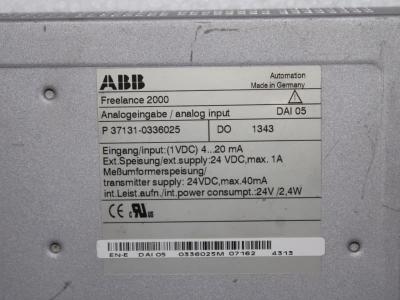 ABB
Automation
Made in Germany
Freelance 2000
Analogeingabe / analog input DAI 05
P 37131-0336025 DO 1343
Eingang/input:(1VDC) 4...20 mA
Ext.Speisung/ext.supply:24 VDC,max. 1A
Meßumformerspeisung/
transmitter supply: 24VDC,max.40mA
int.Leist.aufn./int.power consumpt.:24V /2,4W
CE RU US
EN-E DAI 05 0336025M 07162 4313